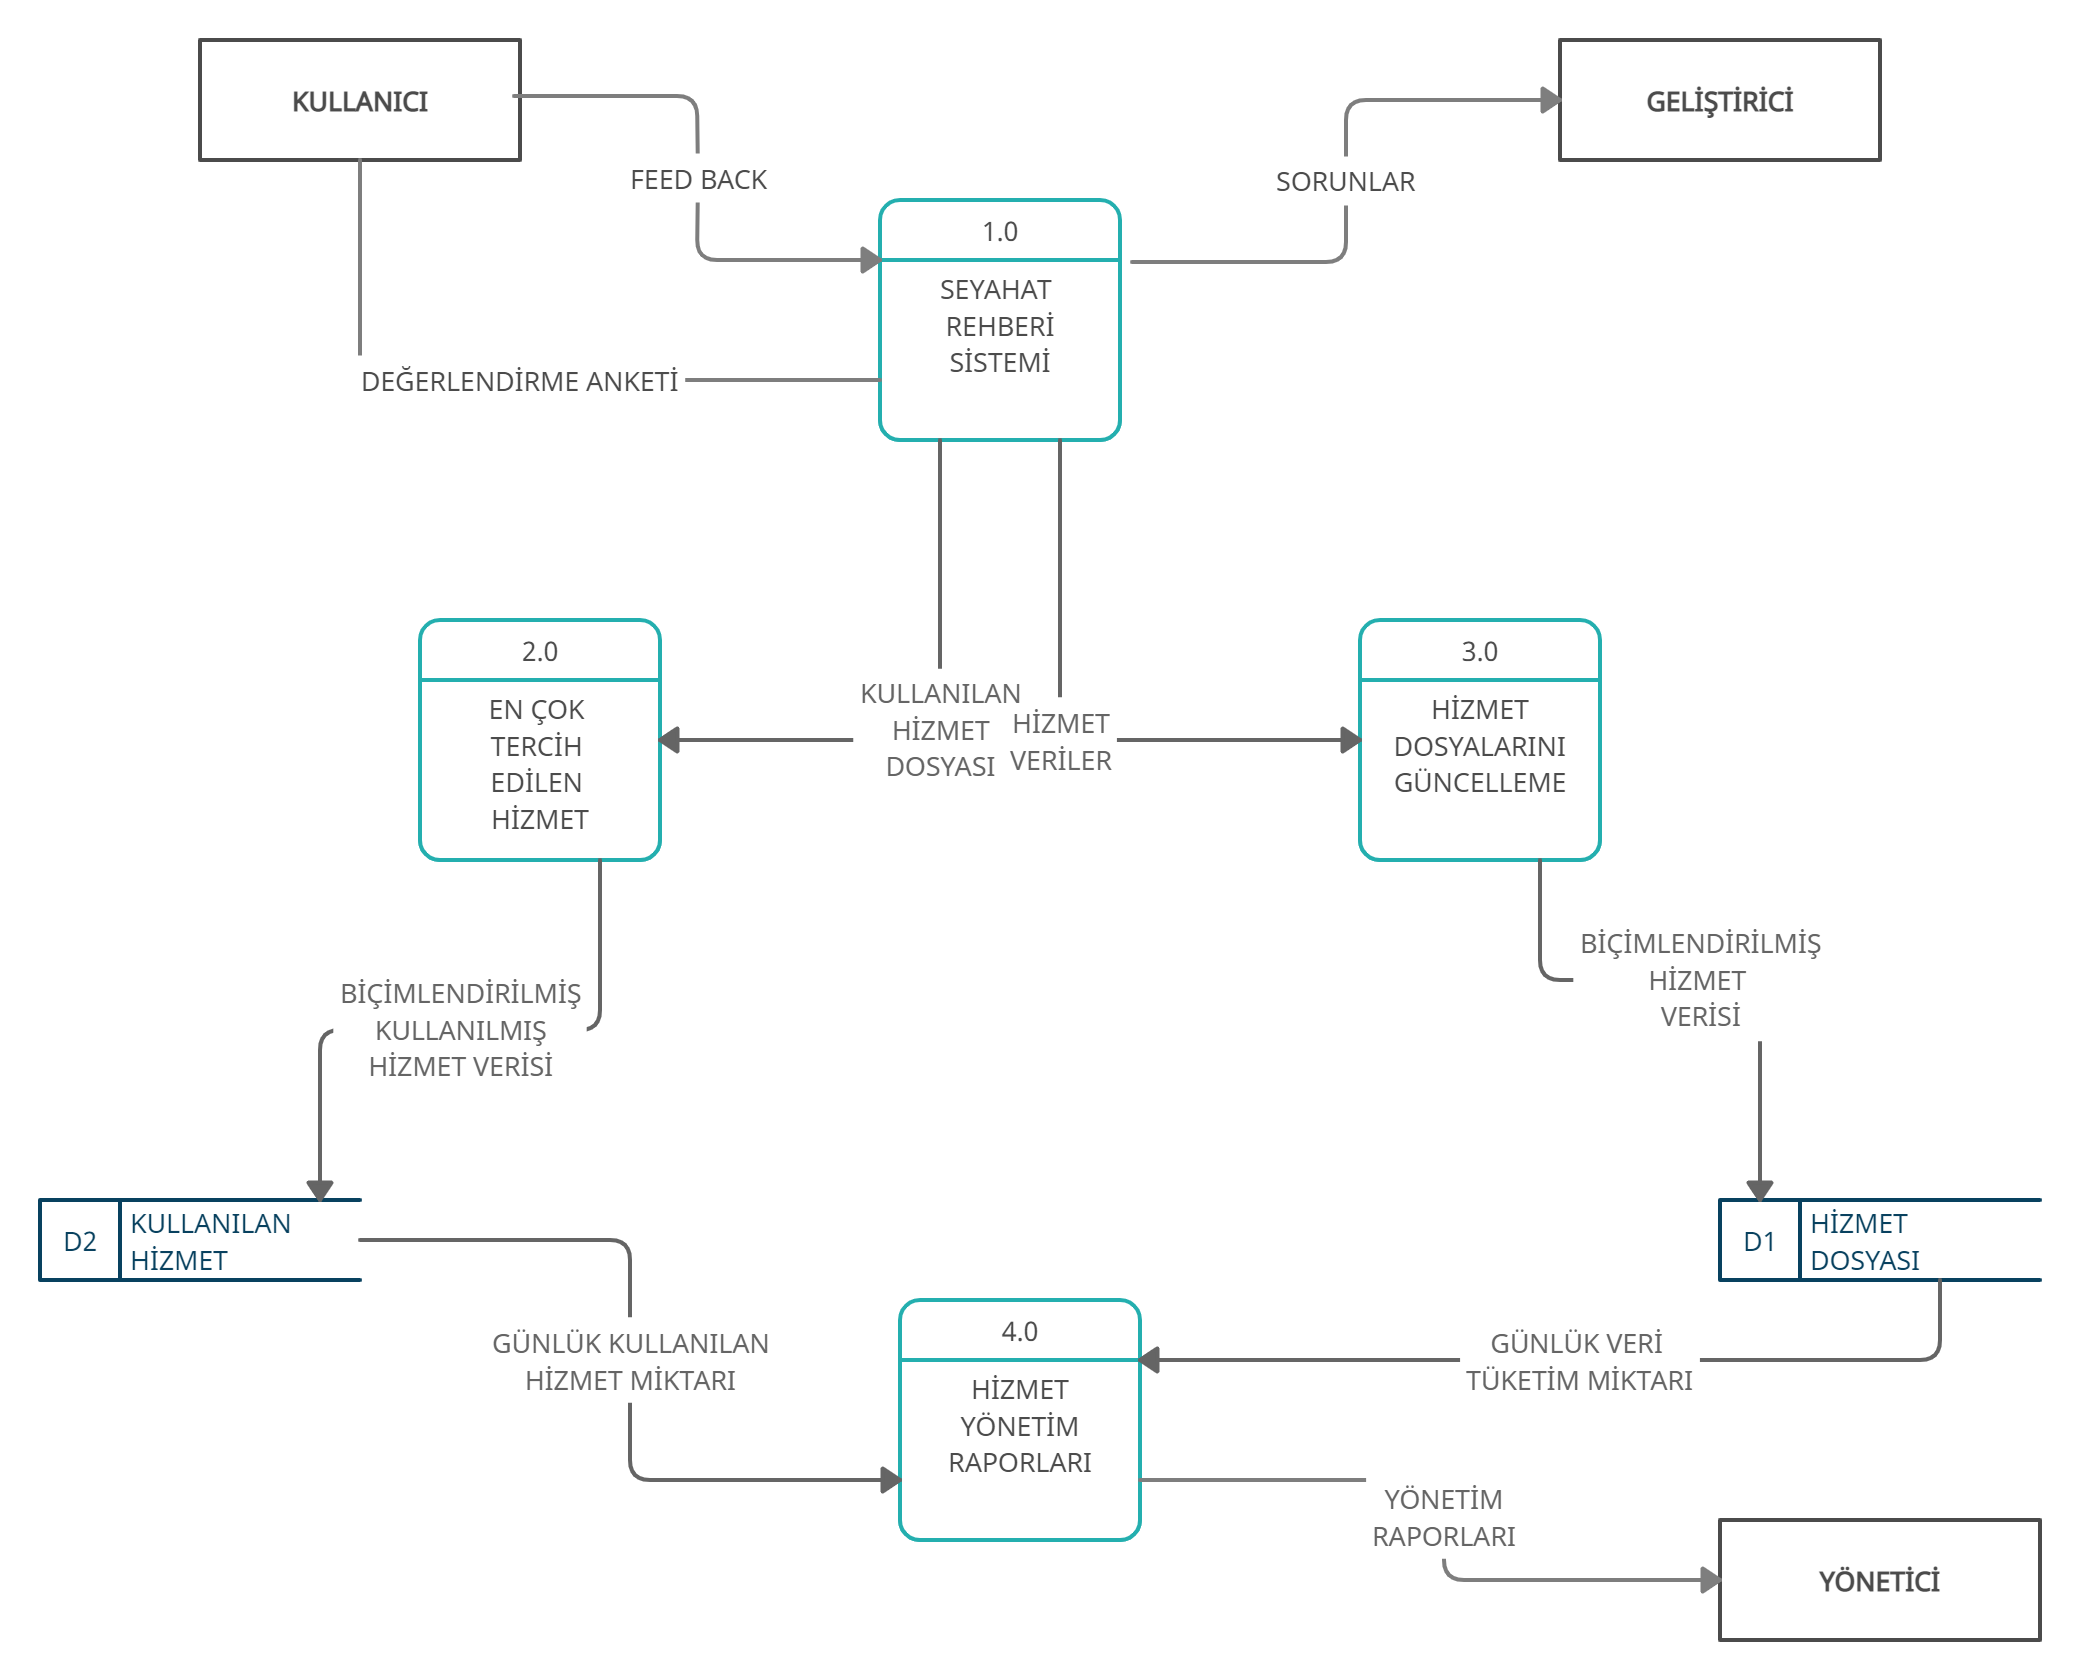 KULLANICI
GELİŞTİRİCİ
FEED BACK
SORUNLAR
1.0
SEYAHAT
REHBERİ
SİSTEMİ
DEĞERLENDİRME ANKETİ
2.0
EN ÇOK
TERCİH
EDİLEN
HİZMET
KULLANILAN
HİZMET
DOSYASI
HİZMET
VERİLER
3.0
HİZMET
DOSYALARINI
GÜNCELLEME
BİÇİMLENDİRİLMİŞ
KULLANILMIŞ
HİZMET VERİSİ
BİÇİMLENDİRİLMİŞ
HİZMET
VERİSİ
D2
KULLANILAN
HİZMET
D1
HİZMET
DOSYASI
GÜNLÜK KULLANILAN
HİZMET MİKTARI
4.0
HİZMET
YÖNETİM
RAPORLARI
GÜNLÜK VERİ
TÜKETİM MİKTARI
YÖNETİM
RAPORLARI
YÖNETİCİ